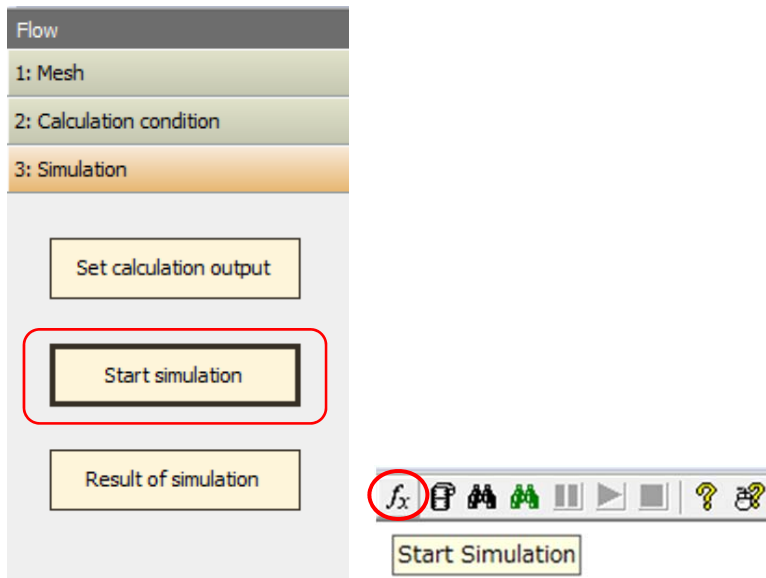 Flow
1: Mesh
2: Calculation condition
3: Simulation
Set calculation output
Start simulation
Result of simulation
fx
Start Simulation